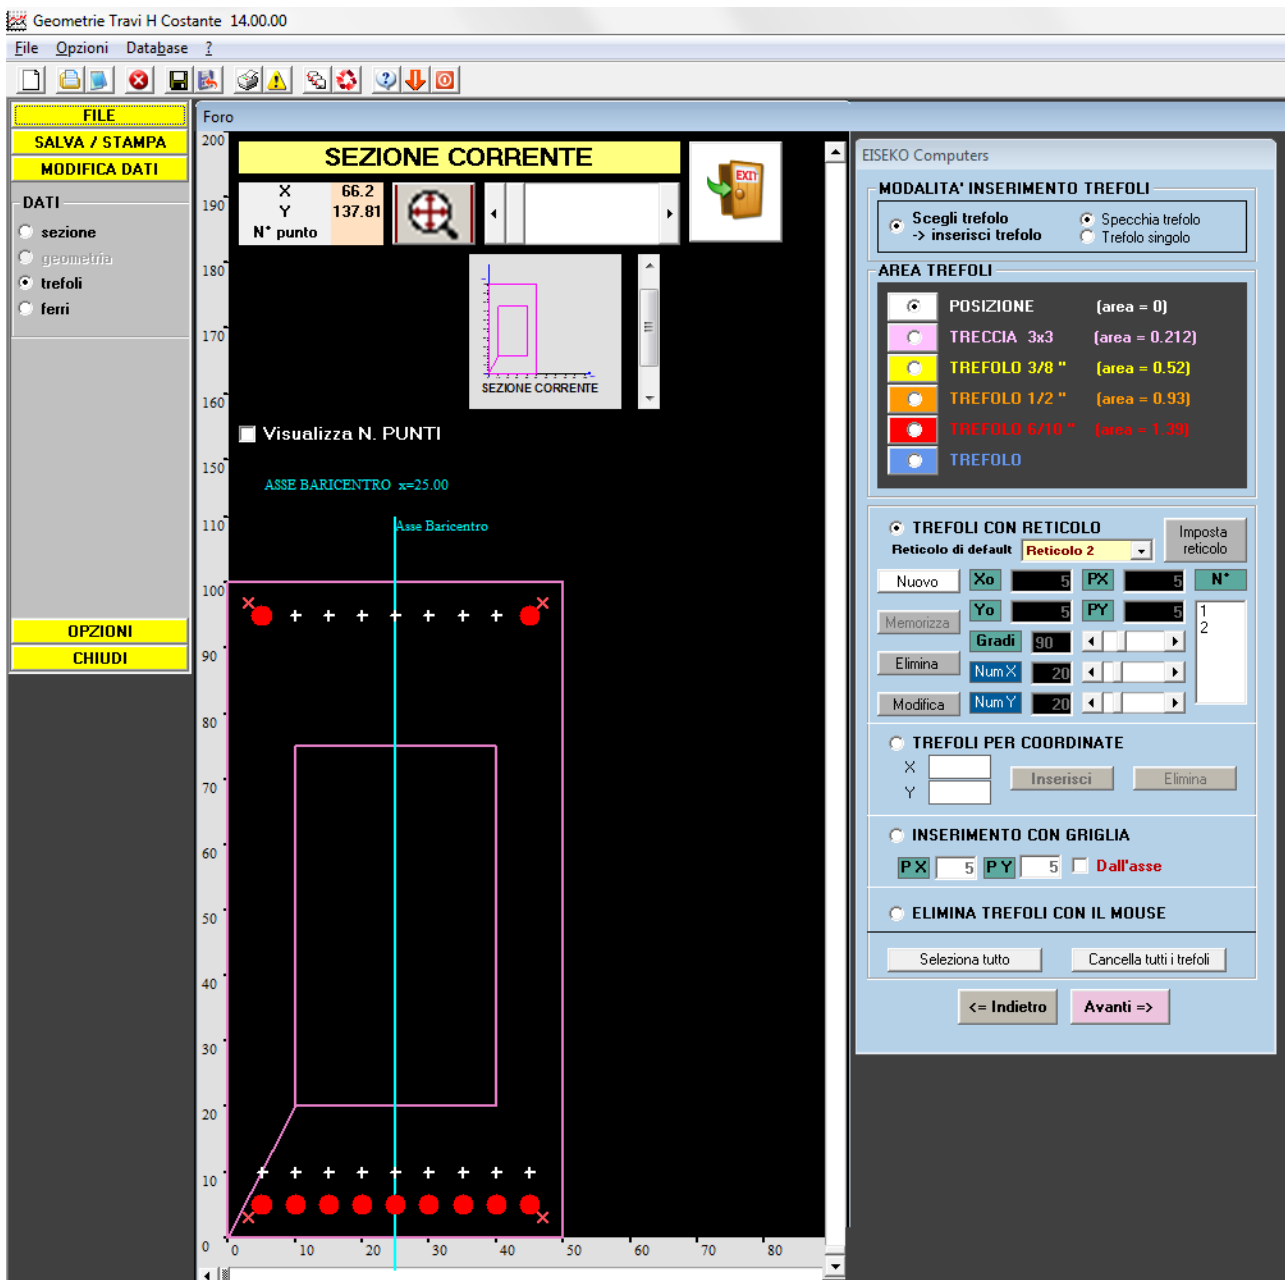 Geometrie Travi H Costante 14.00.00
File Opzioni Database ?
FILE
SALVA / STAMPA
MODIFICA DATI
DATI
sezione
geometria
trefoli
ferri
OPZIONI
CHIUDI
Foro
SEZIONE CORRENTE
X 66.2
Y 137.81
N° punto
EXIT
SEZIONE CORRENTE
Visualizza N. PUNTI
ASSE BARICENTRO x=25.00
Asse Baricentro
200
190
180
170
160
150
110
100
90
80
70
60
50
40
30
20
10
0
0 10 20 30 40 50 60 70 80
EISEKO Computers
MODALITA' INSERIMENTO TREFOLI
Scegli trefolo
-> inserisci trefolo
Specchia trefolo
Trefolo singolo
AREA TREFOLI
POSIZIONE (area = 0)
TRECCIA 3x3 (area = 0.212)
TREFOLO 3/8 " (area = 0.52)
TREFOLO 1/2 " (area = 0.93)
TREFOLO 6/10 " (area = 1.39)
TREFOLO
TREFOLI CON RETICOLO
Reticolo di default Reticolo 2
Imposta
reticolo
Nuovo Xo 5 PX 5 N°
Memorizza Yo 5 PY 5
1
2
Gradi 90
Elimina NumX 20
Modifica NumY 20
TREFOLI PER COORDINATE
X
Y
Inserisci Elimina
INSERIMENTO CON GRIGLIA
P X 5 P Y 5 Dall'asse
ELIMINA TREFOLI CON IL MOUSE
Seleziona tutto Cancella tutti i trefoli
<= Indietro Avanti =>